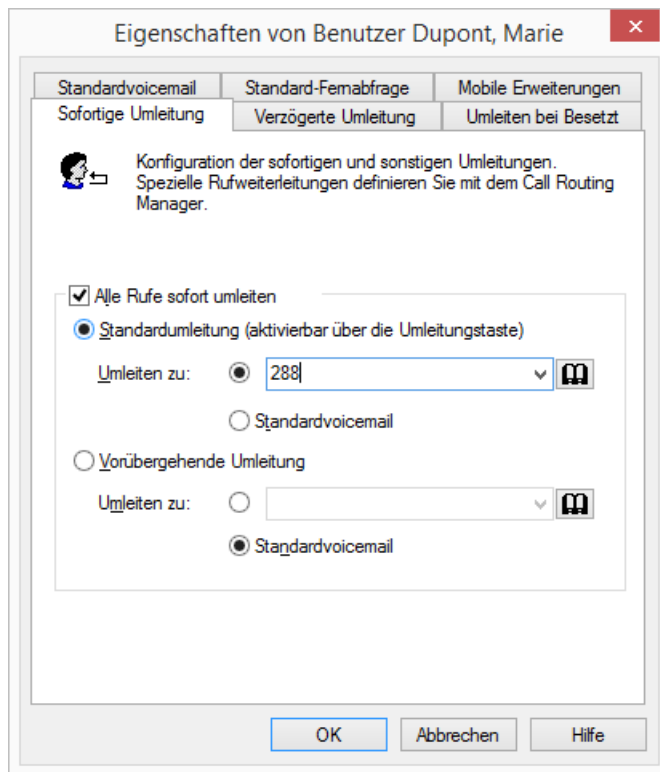 Eigenschaften von Benutzer Dupont, Marie
Standardvoicemail
Standard-Fernabfrage
Mobile Erweiterungen
Sofortige Umleitung
Verzögerte Umleitung
Umleiten bei Besetzt
Konfiguration der sofortigen und sonstigen Umleitungen.
Spezielle Rufweiterleitungen definieren Sie mit dem Call Routing
Manager.
Alle Rufe sofort umleiten
Standardumleitung (aktivierbar über die Umleitungstaste)
Umleiten zu:
288
Standardvoicemail
Vorübergehende Umleitung
Umleiten zu:
Standardvoicemail
OK
Abbrechen
Hilfe